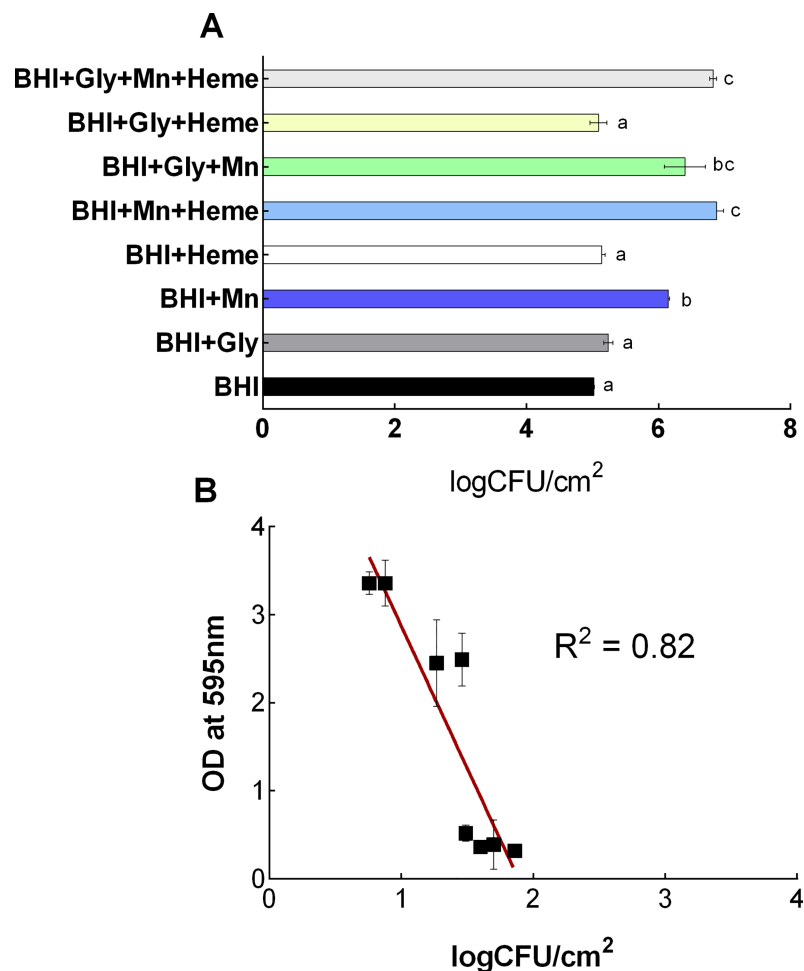 A
BHI+Gly+Mn+Heme c
BHI+Gly+Heme a
BHI+Gly+Mn bc
BHI+Mn+Heme c
BHI+Heme a
BHI+Mn b
BHI+Gly a
BHI a
0 2 4 6 8
logCFU/cm²
B
4
3
2
1
0
OD at 595nm
R² = 0.82
0 1 2 3 4
logCFU/cm²